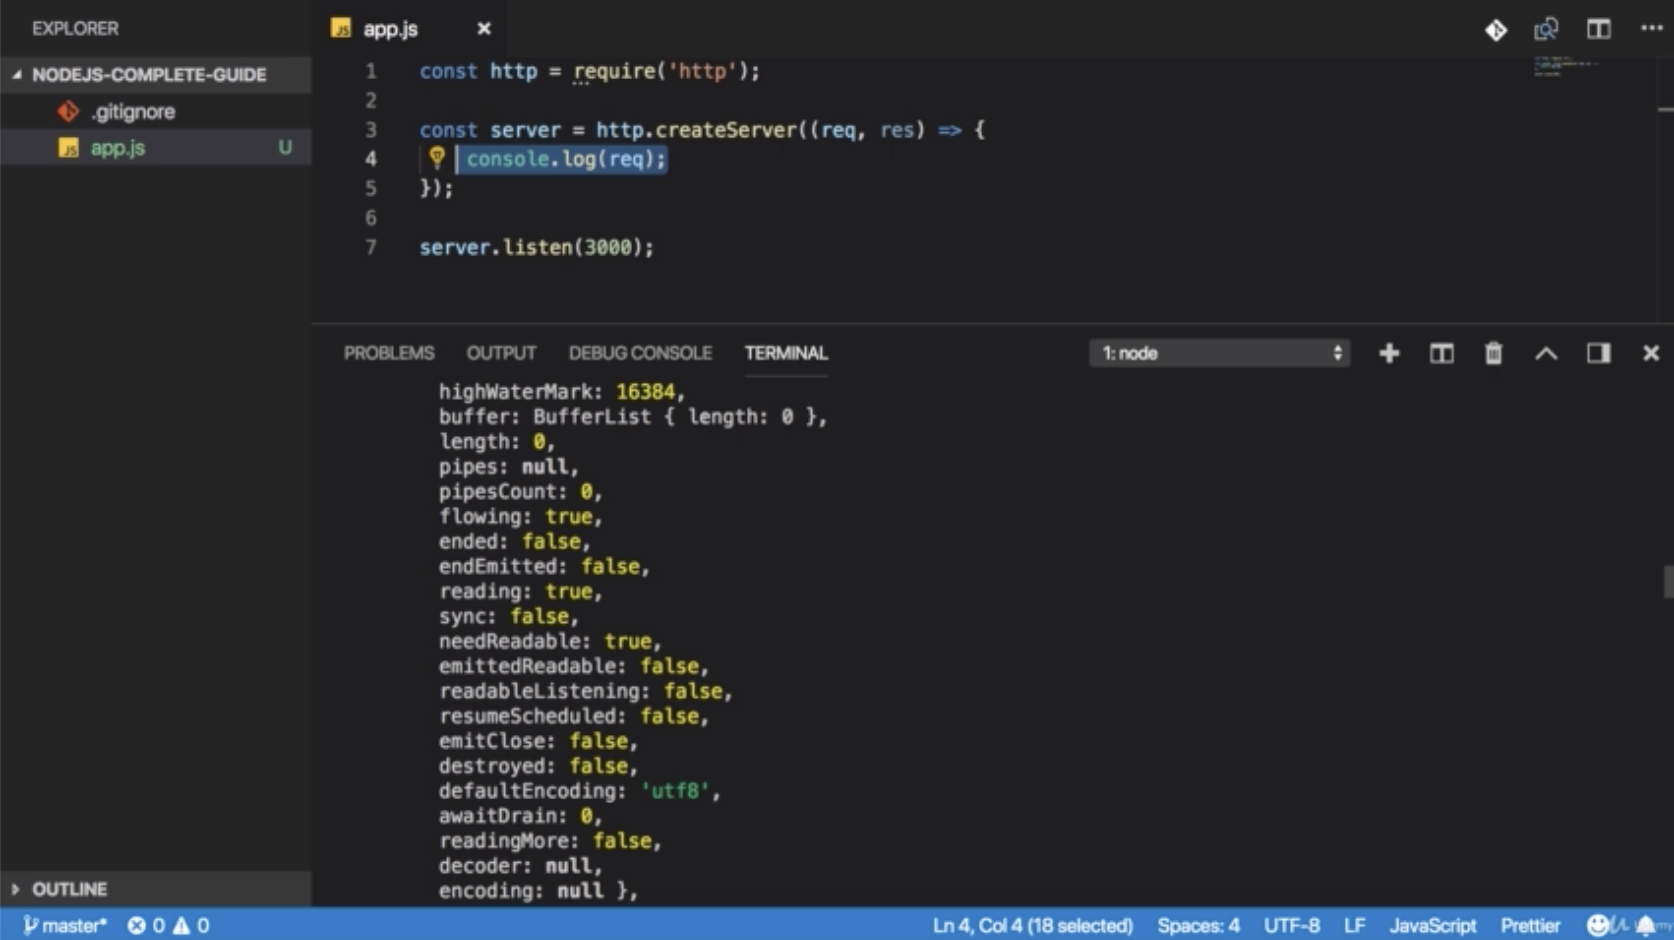 EXPLORER
NODEJS-COMPLETE-GUIDE
.gitignore
JS app.js U
OUTLINE
JS app.js
1 const http = require('http');
2
3 const server = http.createServer((req, res) => {
4 console.log(req);
5 });
6
7 server.listen(3000);
PROBLEMS OUTPUT DEBUG CONSOLE TERMINAL 1: node
highWaterMark: 16384,
buffer: BufferList { length: 0 },
length: 0,
pipes: null,
pipesCount: 0,
flowing: true,
ended: false,
endEmitted: false,
reading: true,
sync: false,
needReadable: true,
emittedReadable: false,
readableListening: false,
resumeScheduled: false,
emitClose: false,
destroyed: false,
defaultEncoding: 'utf8',
awaitDrain: 0,
readingMore: false,
decoder: null,
encoding: null },
master* 0 0 Ln 4, Col 4 (18 selected) Spaces: 4 UTF-8 LF JavaScript Prettier